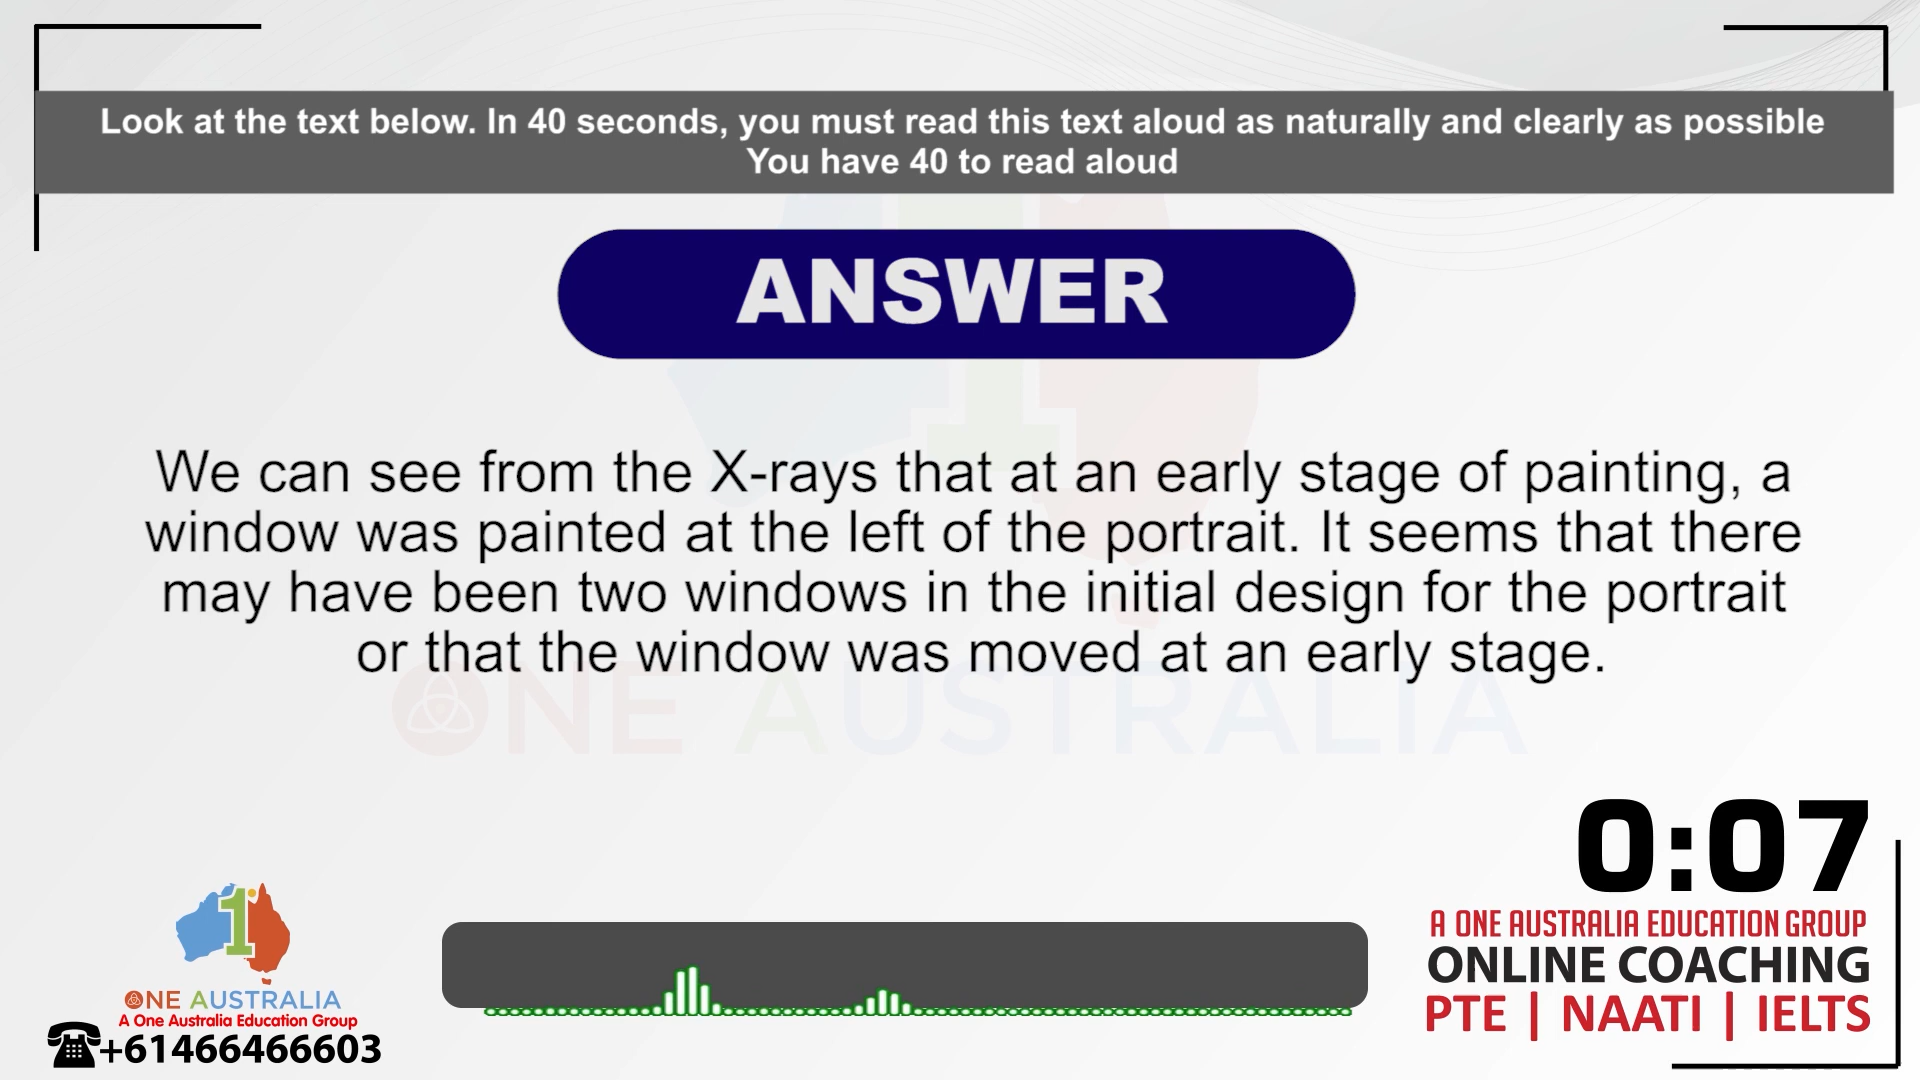 Look at the text below. In 40 seconds, you must read this text aloud as naturally and clearly as possible
You have 40 to read aloud
ANSWER
We can see from the X-rays that at an early stage of painting, a
window was painted at the left of the portrait. It seems that there
may have been two windows in the initial design for the portrait
or that the window was moved at an early stage.
ONE AUSTRALIA
0:07
A ONE AUSTRALIA EDUCATION GROUP
ONLINE COACHING
PTE | NAATI | IELTS
1
ONE AUSTRALIA
A One Australia Education Group
+61466466603